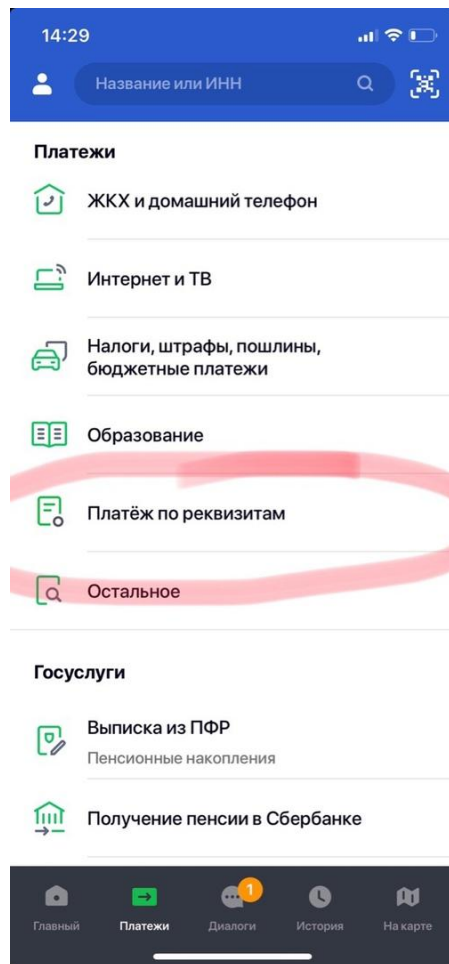 14:29
Название или ИНН
Платежи
ЖКХ и домашний телефон
Интернет и ТВ
Налоги, штрафы, пошлины,
бюджетные платежи
Образование
Платёж по реквизитам
Остальное
Госуслуги
Выписка из ПФР
Пенсионные накопления
Получение пенсии в Сбербанке
1
Главный Платежи Диалоги История На карте